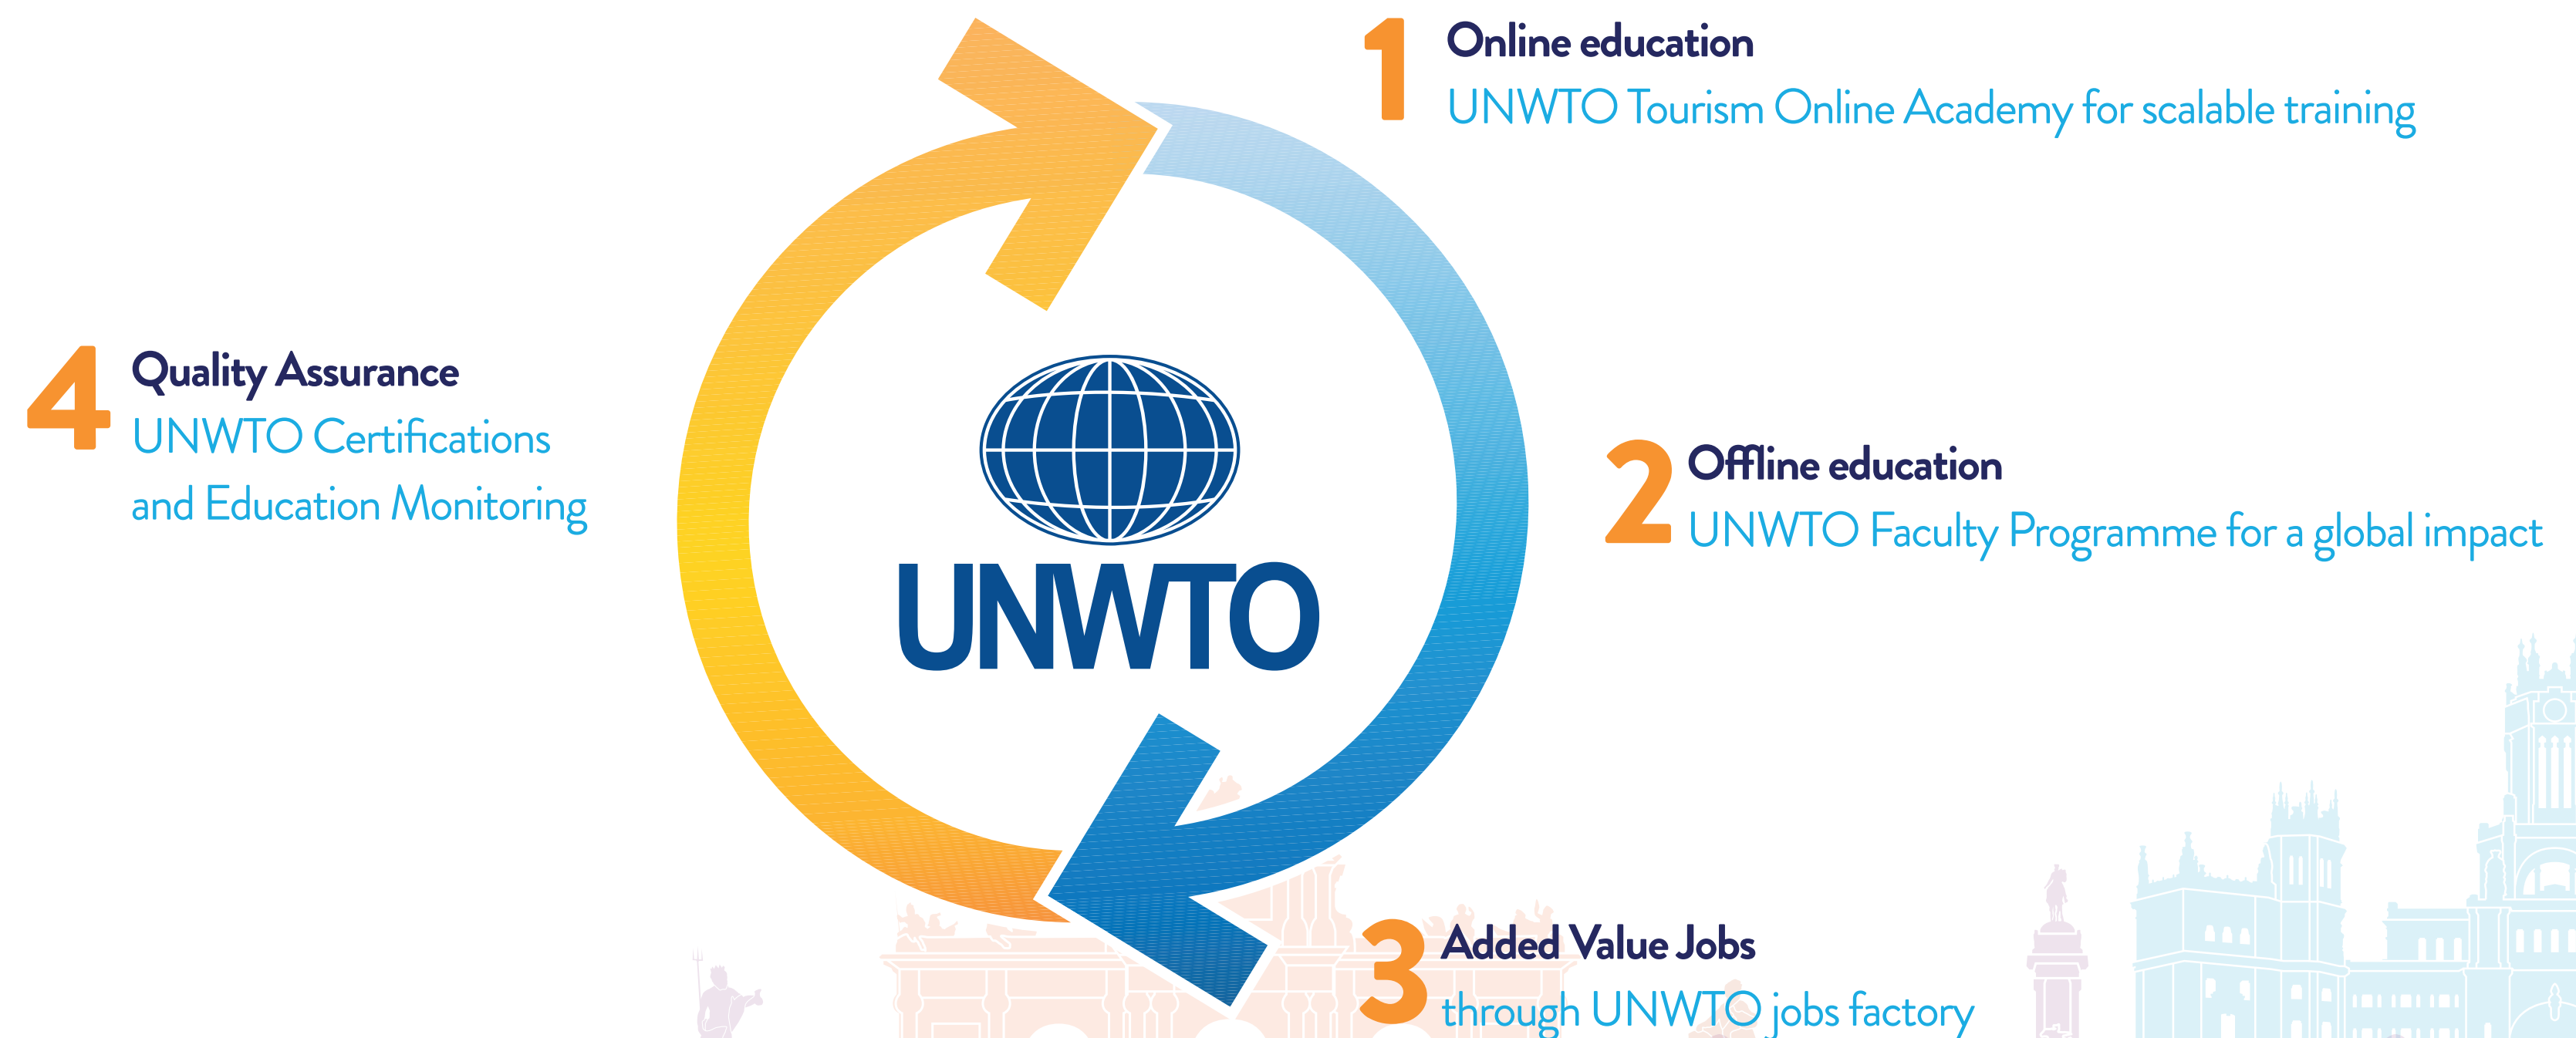 1
Online education
UNWTO Tourism Online Academy for scalable training
2
Offline education
UNWTO Faculty Programme for a global impact
3
Added Value Jobs
through UNWTO jobs factory
4
Quality Assurance
UNWTO Certifications
and Education Monitoring
UNWTO